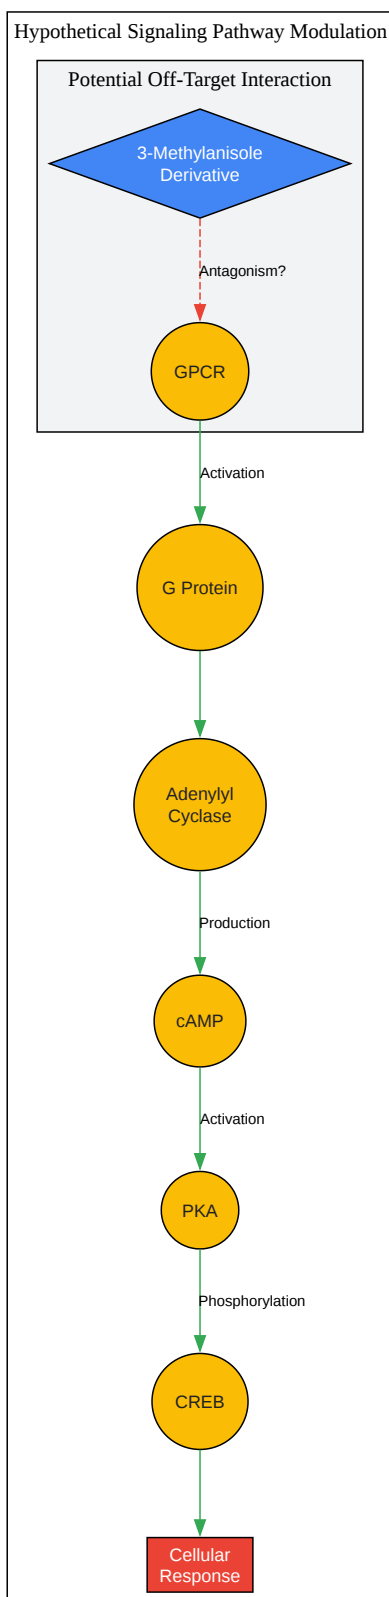 Hypothetical Signaling Pathway Modulation
Potential Off-Target Interaction
3-Methylanisole
Derivative
Antagonism?
GPCR
Activation
G Protein
Adenylyl
Cyclase
Production
cAMP
Activation
PKA
Phosphorylation
CREB
Cellular
Response